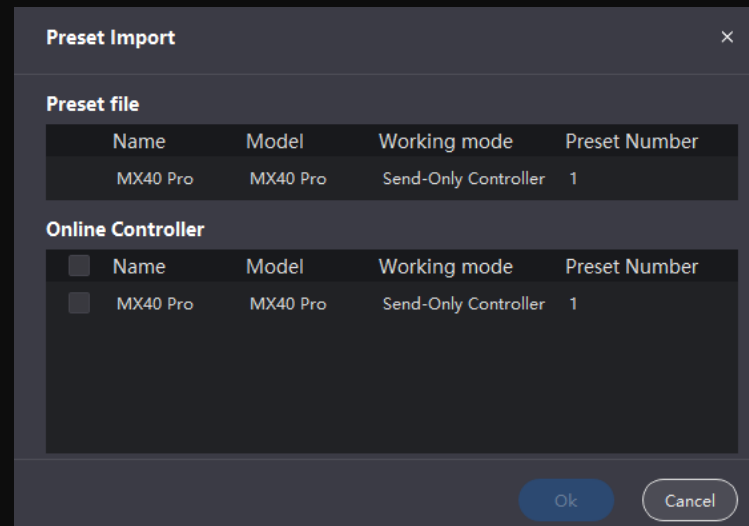 Preset Import ×
Preset file
Name Model Working mode Preset Number
MX40 Pro MX40 Pro Send-Only Controller 1
Online Controller
Name Model Working mode Preset Number
MX40 Pro MX40 Pro Send-Only Controller 1
Ok Cancel